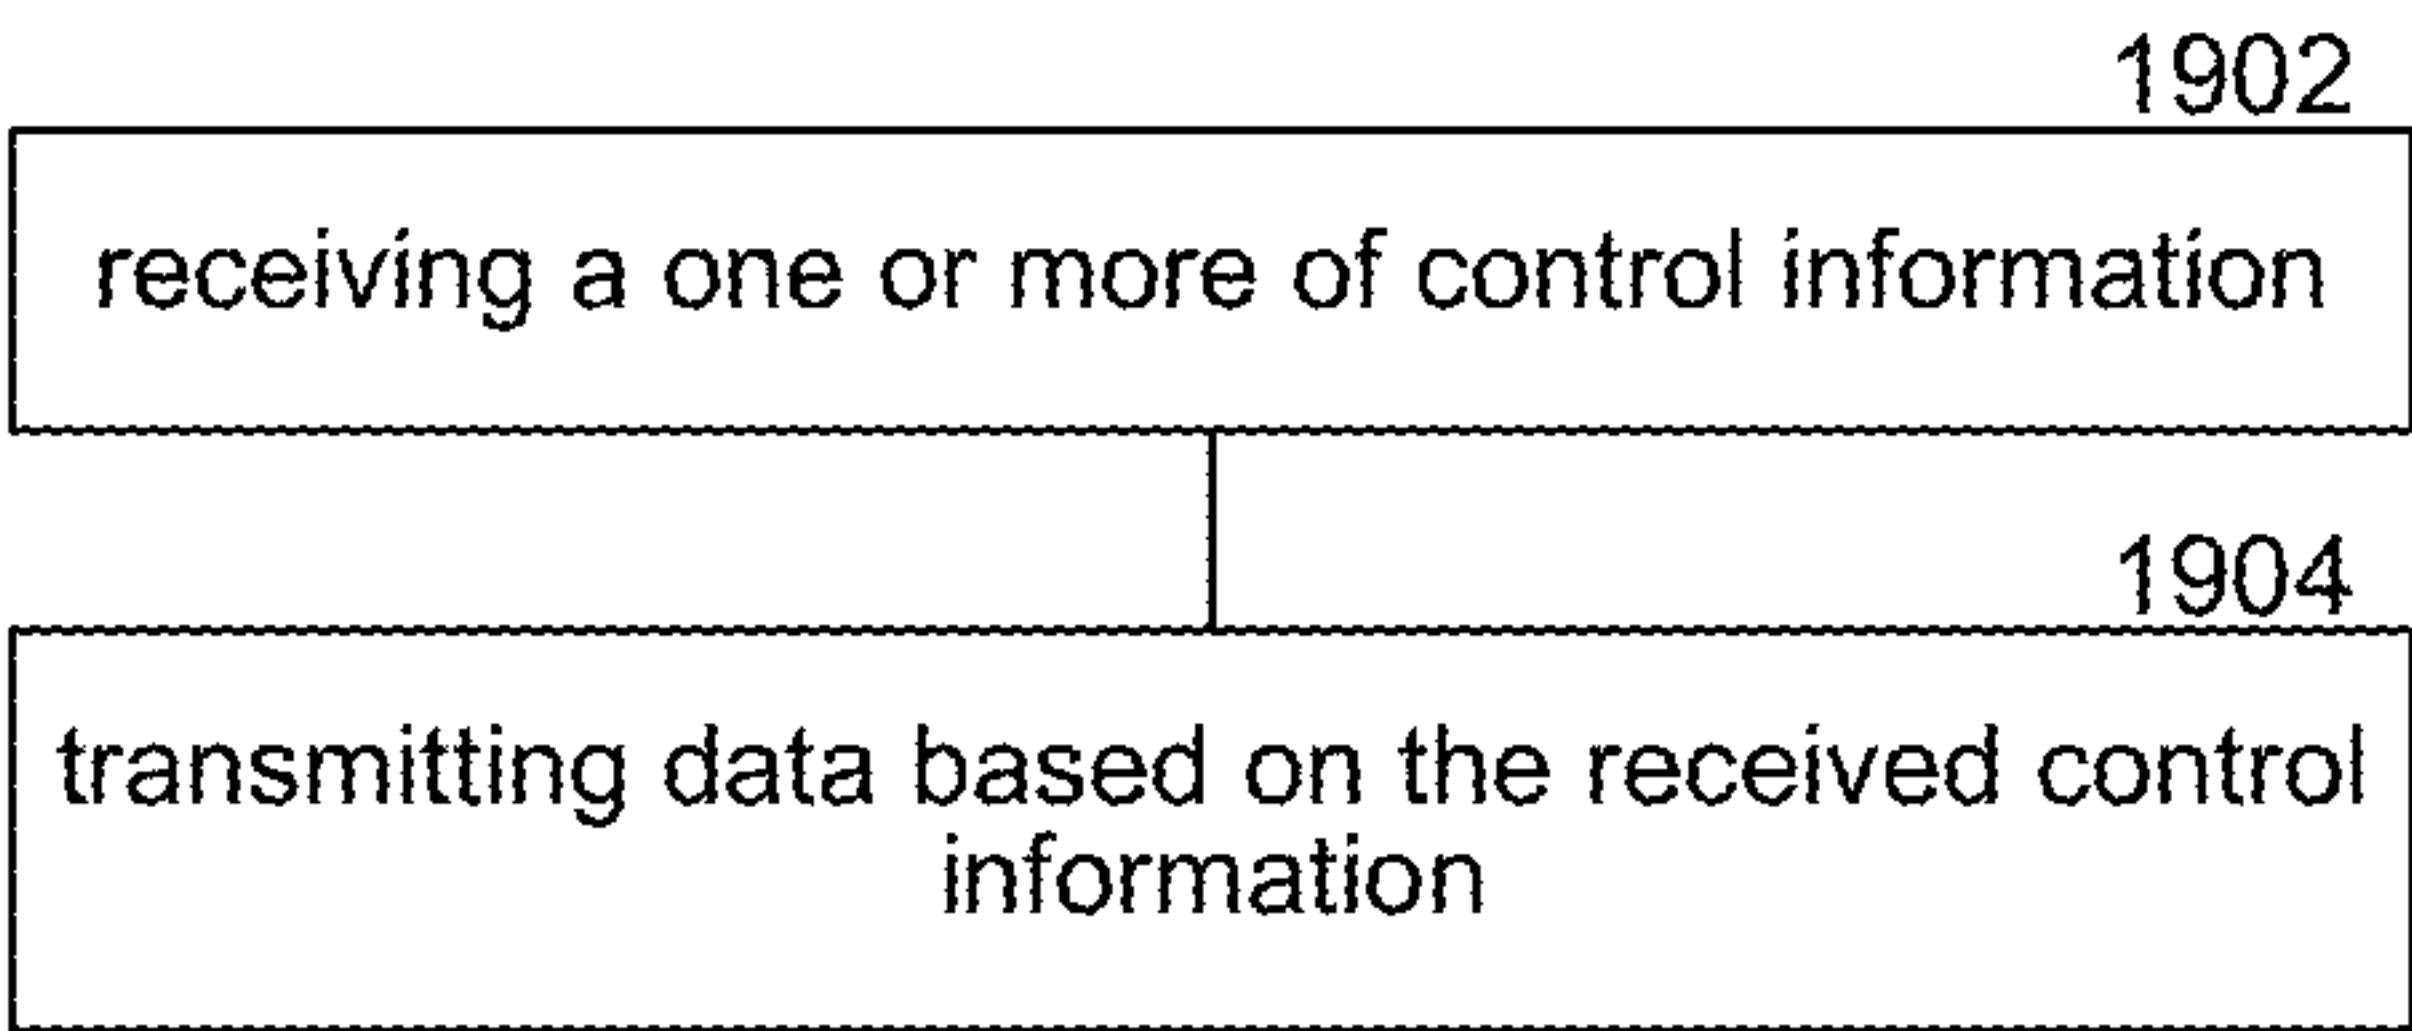 1902
receiving a one or more of control information
1904
transmitting data based on the received control
information